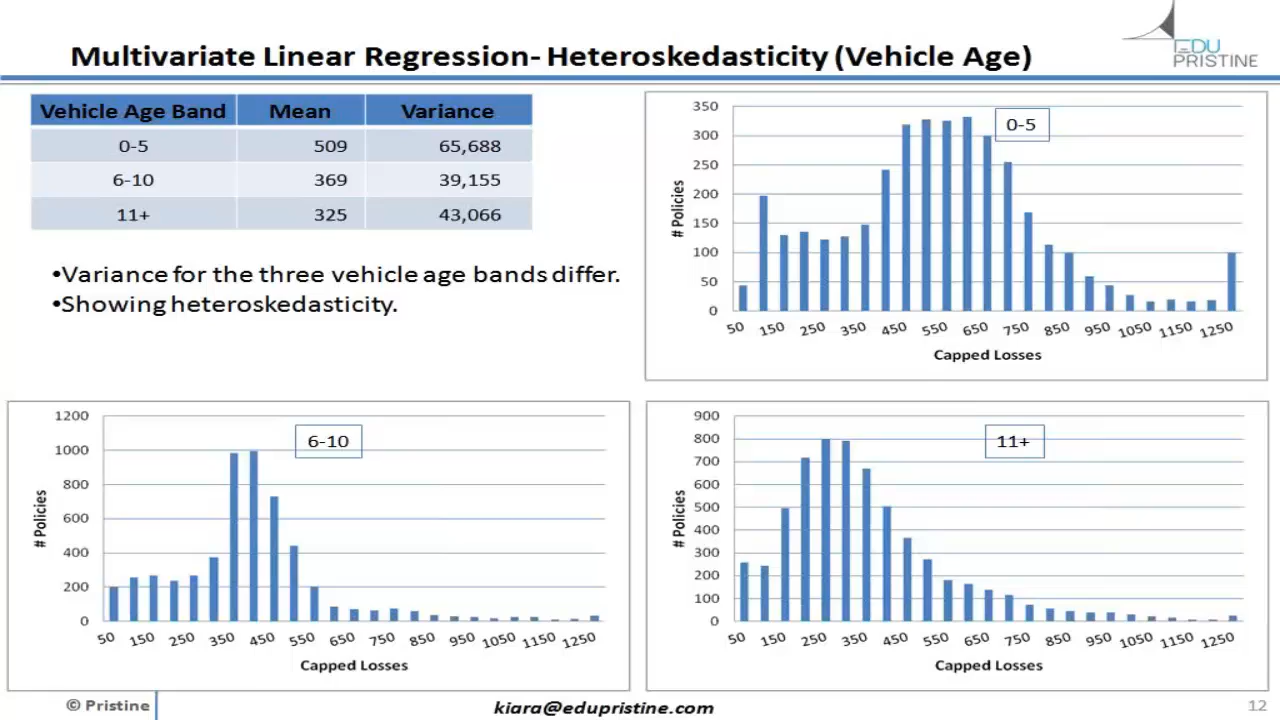 Multivariate Linear Regression- Heteroskedasticity (Vehicle Age)
EDU
PRISTINE
Vehicle Age Band Mean Variance
0-5 509 65,688
6-10 369 39,155
11+ 325 43,066
•Variance for the three vehicle age bands differ.
•Showing heteroskedasticity.
0-5
# Policies
350
300
250
200
150
100
50
0
50 150 250 350 450 550 650 750 850 950 1050 1150 1250
Capped Losses
6-10
# Policies
1200
1000
800
600
400
200
0
50 150 250 350 450 550 650 750 850 950 1050 1150 1250
Capped Losses
11+
# Policies
900
800
700
600
500
400
300
200
100
0
50 150 250 350 450 550 650 750 850 950 1050 1150 1250
Capped Losses
© Pristine
kiara@edupristine.com
12